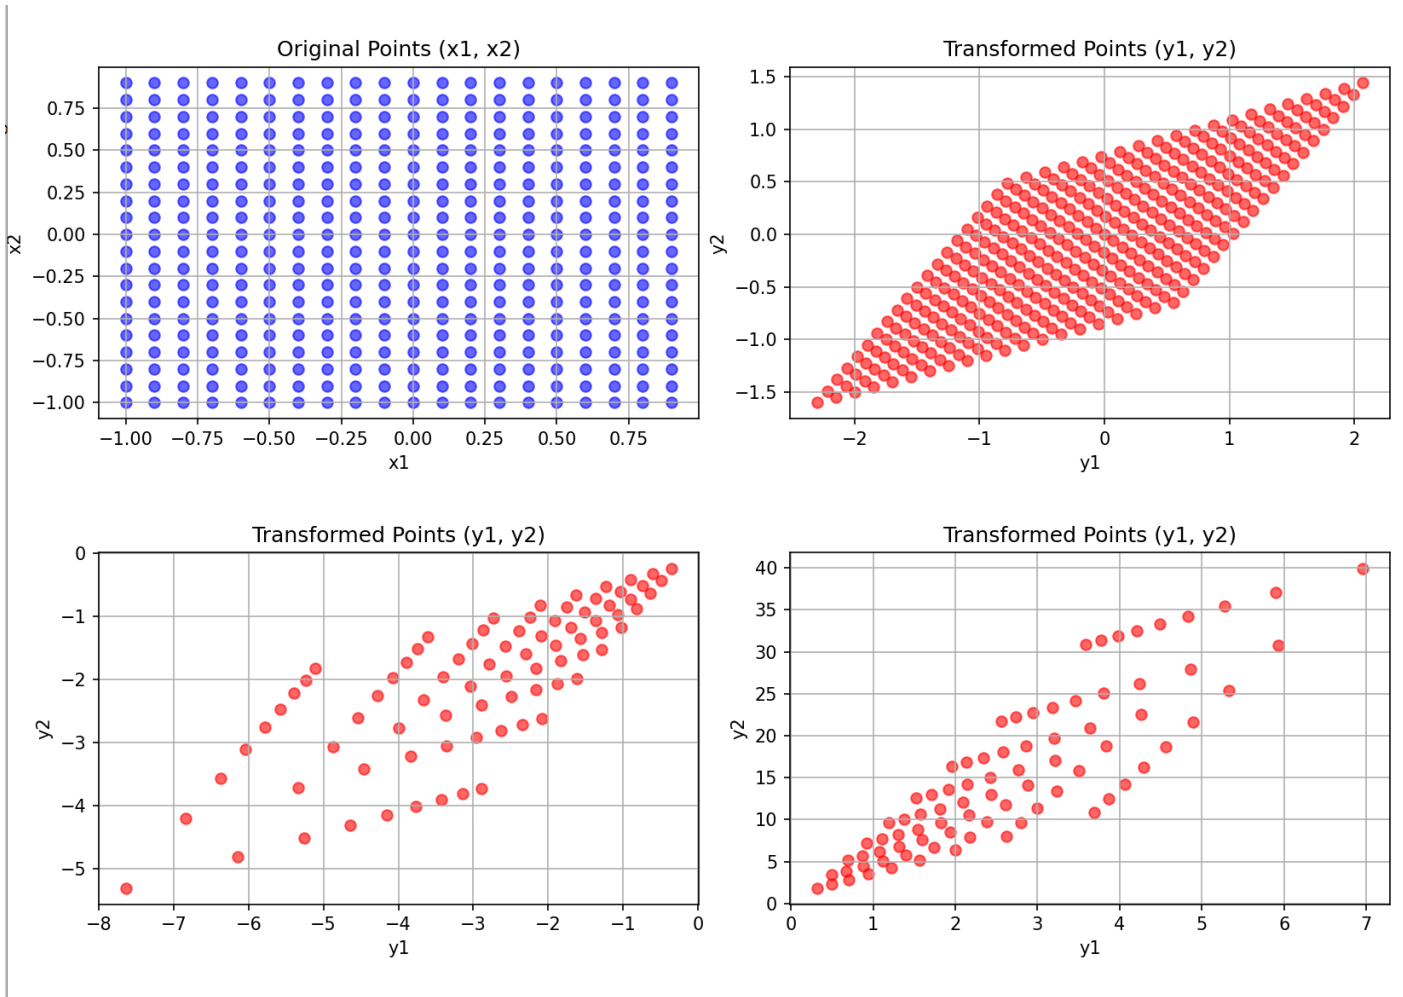 Original Points (x1, x2)
0.75
0.50
0.25
0.00
−0.25
−0.50
−0.75
−1.00
x2
−1.00 −0.75 −0.50 −0.25 0.00 0.25 0.50 0.75
x1
Transformed Points (y1, y2)
1.5
1.0
0.5
0.0
−0.5
−1.0
−1.5
y2
−2 −1 0 1 2
y1
Transformed Points (y1, y2)
0
−1
−2
−3
−4
−5
y2
−8 −7 −6 −5 −4 −3 −2 −1 0
y1
Transformed Points (y1, y2)
40
35
30
25
20
15
10
5
0
y2
0 1 2 3 4 5 6 7
y1